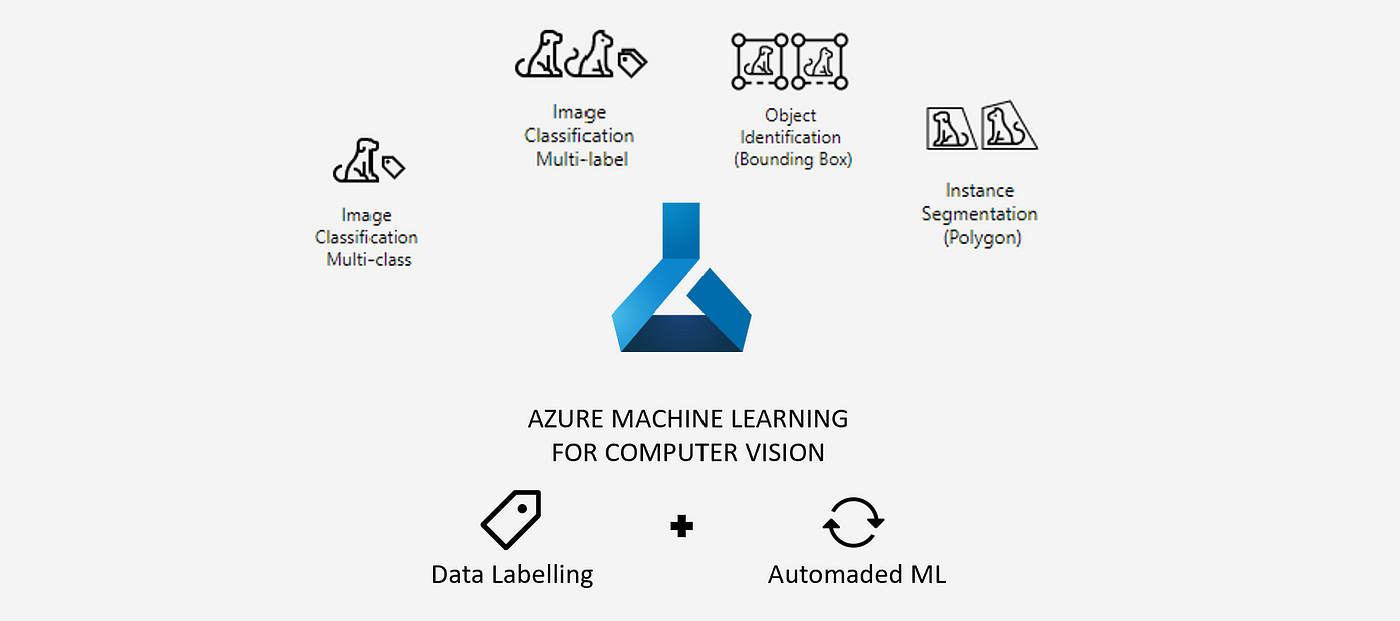 Image
Classification
Multi-class
Image
Classification
Multi-label
Object
Identification
(Bounding Box)
Instance
Segmentation
(Polygon)
AZURE MACHINE LEARNING
FOR COMPUTER VISION
Data Labelling
Automaded ML